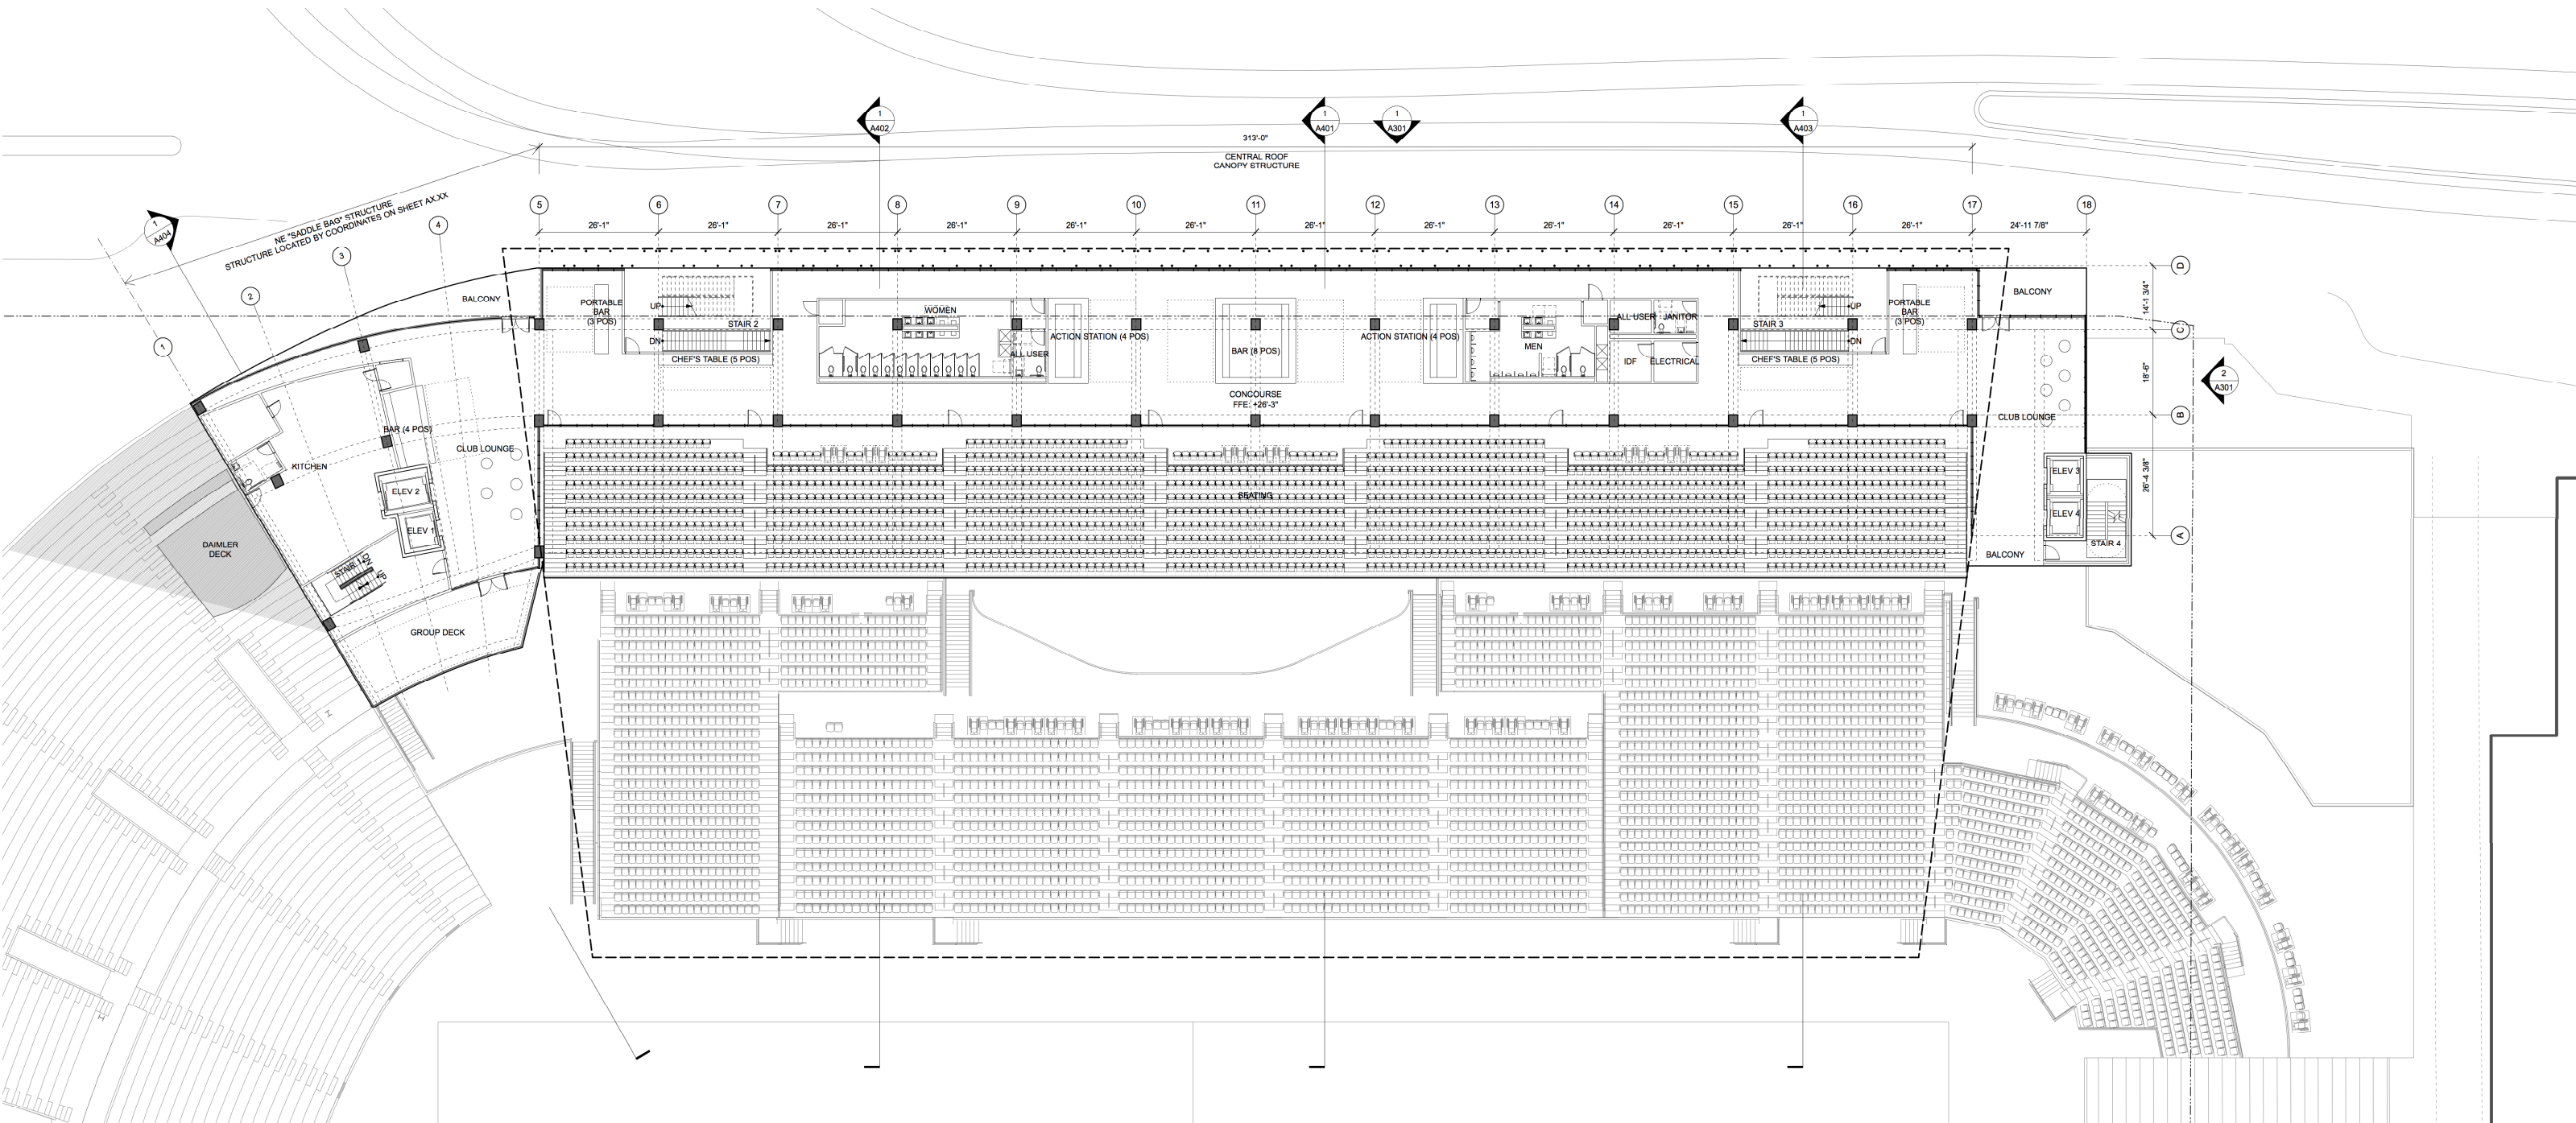 1
A402
1
A401
1
A301
1
A403
313'-0"
CENTRAL ROOF
CANOPY STRUCTURE
NE "SADDLE BAG" STRUCTURE
STRUCTURE LOCATED BY COORDINATES ON SHEET AX.XX
1
A404
1
2
3
4
5
6
7
8
9
10
11
12
13
14
15
16
17
18
26'-1"
26'-1"
26'-1"
26'-1"
26'-1"
26'-1"
26'-1"
26'-1"
26'-1"
26'-1"
26'-1"
26'-1"
24'-11 7/8"
D
C
B
A
14'-1 3/4"
18'-6"
26'-4 3/8"
2
A301
BALCONY
PORTABLE
BAR
(3 POS)
UP
STAIR 2
DN
CHEF'S TABLE (5 POS)
WOMEN
ALL USER
ACTION STATION (4 POS)
BAR (8 POS)
ACTION STATION (4 POS)
MEN
ALL USER
JANITOR
IDF
ELECTRICAL
STAIR 3
UP
DN
CHEF'S TABLE (5 POS)
PORTABLE
BAR
(3 POS)
BALCONY
CONCOURSE
FFE: +26'-3"
CLUB LOUNGE
BAR (4 POS)
CLUB LOUNGE
KITCHEN
ELEV 2
ELEV 1
SEATING
ELEV 3
ELEV 4
STAIR 4
BALCONY
DAIMLER
DECK
STAIR 1
DN
UP
GROUP DECK
H
H